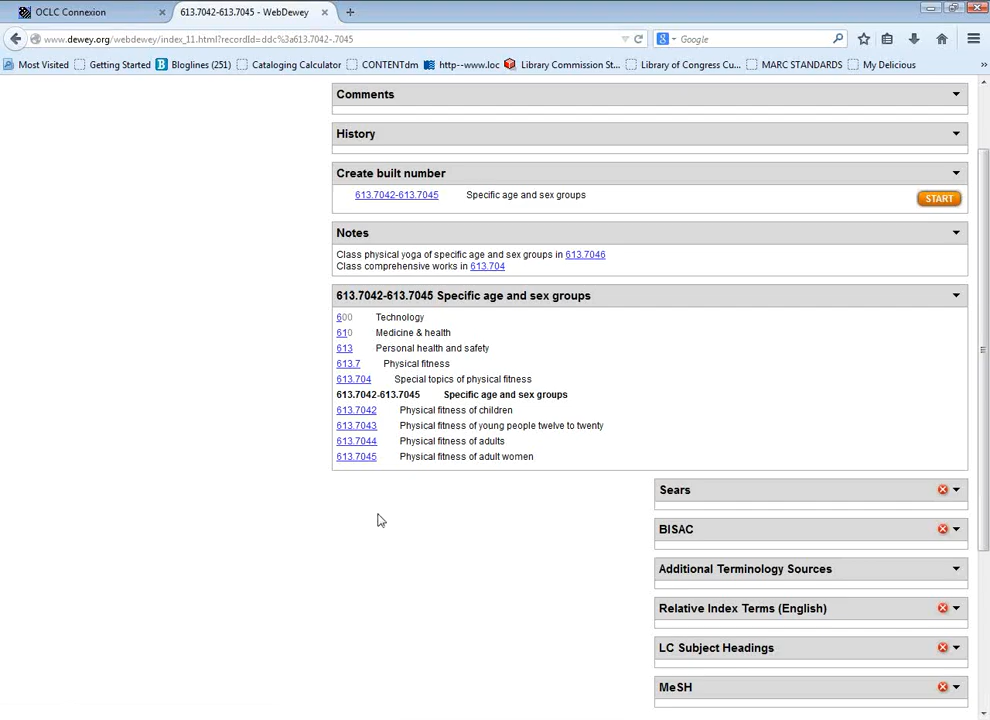 OCLC Connexion
613.7042-613.7045 - WebDewey
www.dewey.org/webdewey/index_11.html?recordId=ddc%3a613.7042-.7045
Google
Most Visited
Getting Started
Bloglines (251)
Cataloging Calculator
CONTENTdm
http--www.loc
Library Commission St...
Library of Congress Cu...
MARC STANDARDS
My Delicious
»
Comments
History
Create built number
613.7042-613.7045 Specific age and sex groups
START
Notes
Class physical yoga of specific age and sex groups in 613.7046
Class comprehensive works in 613.704
613.7042-613.7045 Specific age and sex groups
600 Technology
610 Medicine & health
613 Personal health and safety
613.7 Physical fitness
613.704 Special topics of physical fitness
613.7042-613.7045 Specific age and sex groups
613.7042 Physical fitness of children
613.7043 Physical fitness of young people twelve to twenty
613.7044 Physical fitness of adults
613.7045 Physical fitness of adult women
Sears
BISAC
Additional Terminology Sources
Relative Index Terms (English)
LC Subject Headings
MeSH